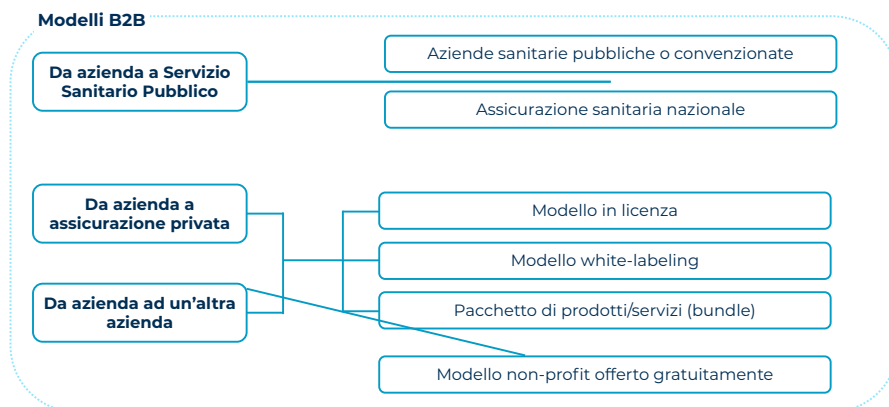 Modelli B2B
Da azienda a Servizio
Sanitario Pubblico
Aziende sanitarie pubbliche o convenzionate
Assicurazione sanitaria nazionale
Da azienda a
assicurazione privata
Da azienda ad un'altra
azienda
Modello in licenza
Modello white-labeling
Pacchetto di prodotti/servizi (bundle)
Modello non-profit offerto gratuitamente